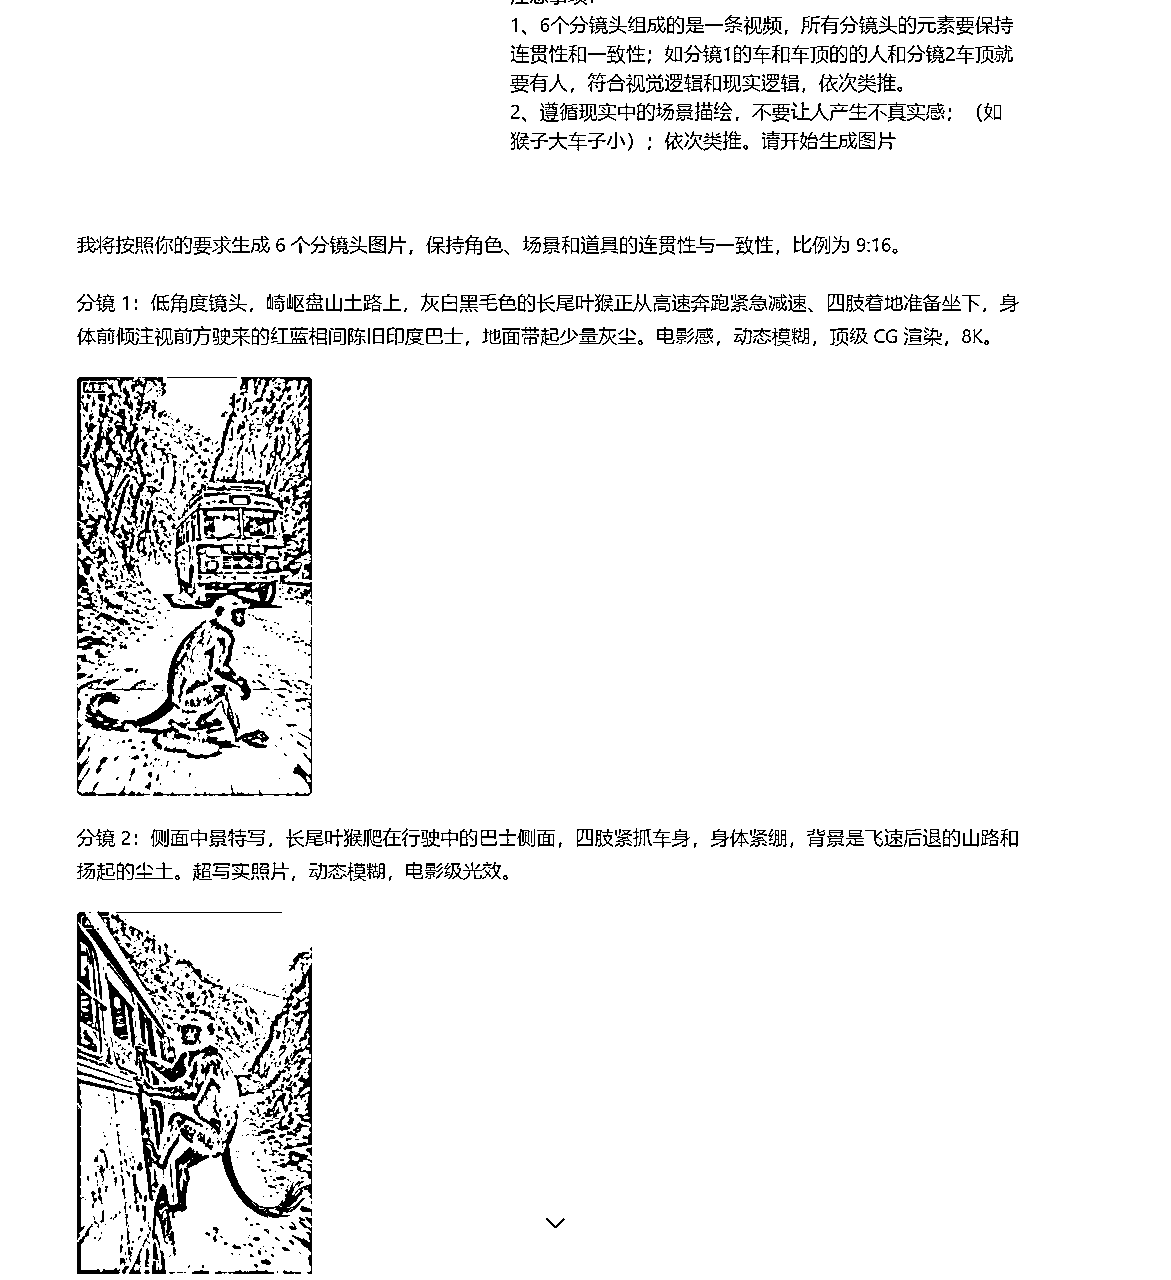 注意事项：
1、6个分镜头组成的是一条视频，所有分镜头的元素要保持
连贯性和一致性；如分镜1的车和车顶的的人和分镜2车顶就
要有人，符合视觉逻辑和现实逻辑，依次类推。
2、遵循现实中的场景描绘，不要让人产生不真实感；（如
猴子大车子小）；依次类推。请开始生成图片
我将按照你的要求生成 6 个分镜头图片，保持角色、场景和道具的连贯性与一致性，比例为 9:16。
分镜 1：低角度镜头，崎岖盘山土路上，灰白黑毛色的长尾叶猴正从高速奔跑紧急减速、四肢着地准备坐下，身
体前倾注视前方驶来的红蓝相间陈旧印度巴士，地面带起少量灰尘。电影感，动态模糊，顶级 CG 渲染，8K。
分镜 2：侧面中景特写，长尾叶猴爬在行驶中的巴士侧面，四肢紧抓车身，身体紧绷，背景是飞速后退的山路和
扬起的尘土。超写实照片，动态模糊，电影级光效。